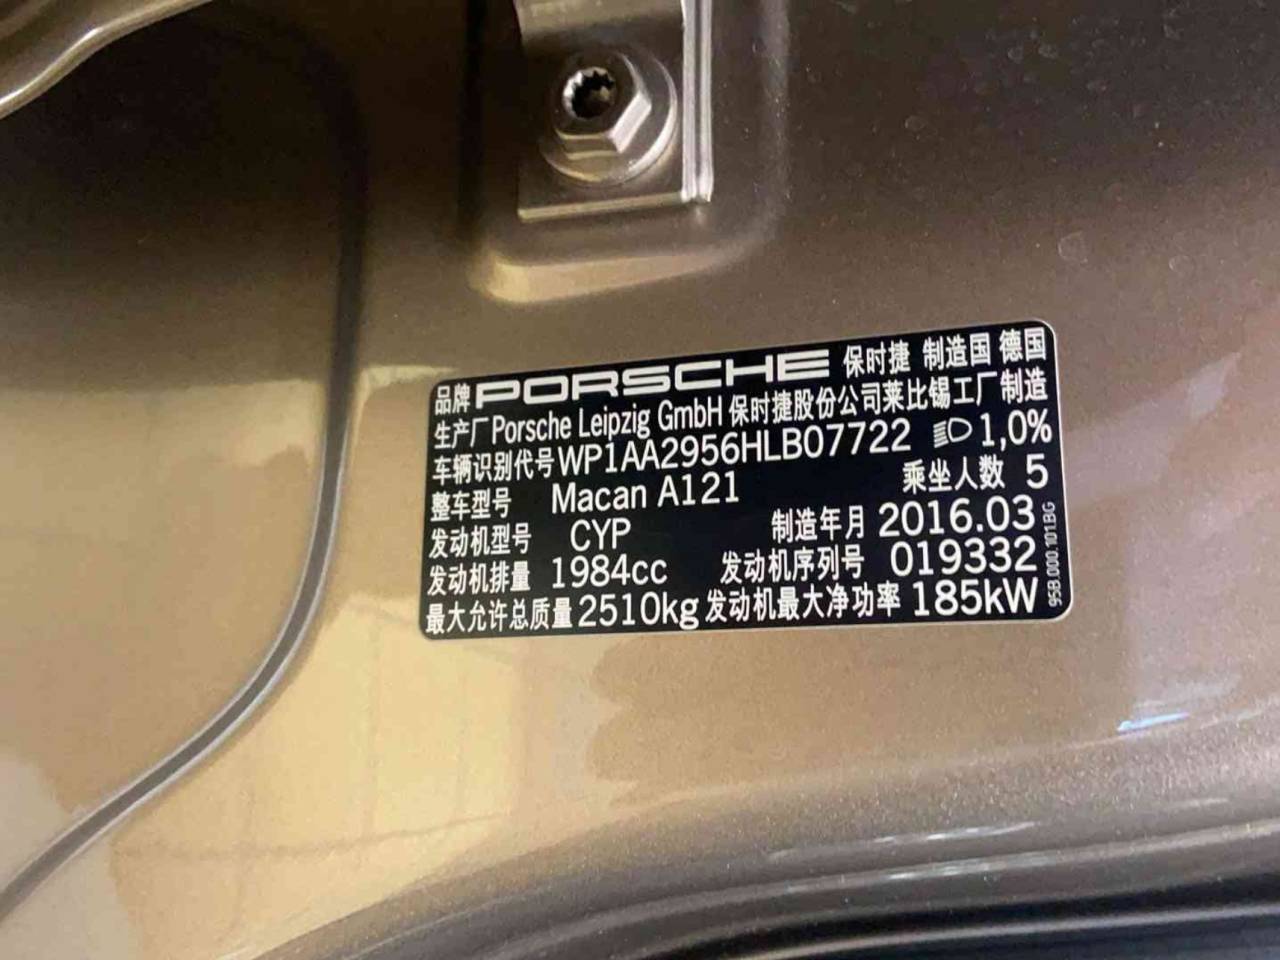 品牌 PORSCHE 保时捷 制造国 德国
生产厂 Porsche Leipzig GmbH 保时捷股份公司莱比锡工厂制造
车辆识别代号 WP1AA2956HLB07722 1,0%
整车型号 Macan A121 乘坐人数 5
发动机型号 CYP 制造年月 2016.03
发动机排量 1984cc 发动机序列号 019332
最大允许总质量 2510kg 发动机最大净功率 185kW
95B.000.101.BG